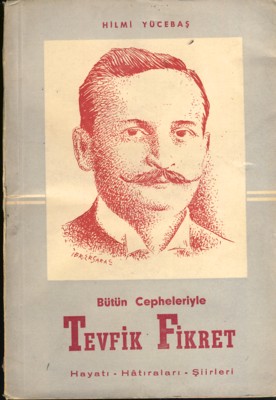 HİLMİ YÜCEBAŞ
Bütün Cepheleriyle
TEVFİK FİKRET
Hayatı - Hâtıraları - Şiirleri